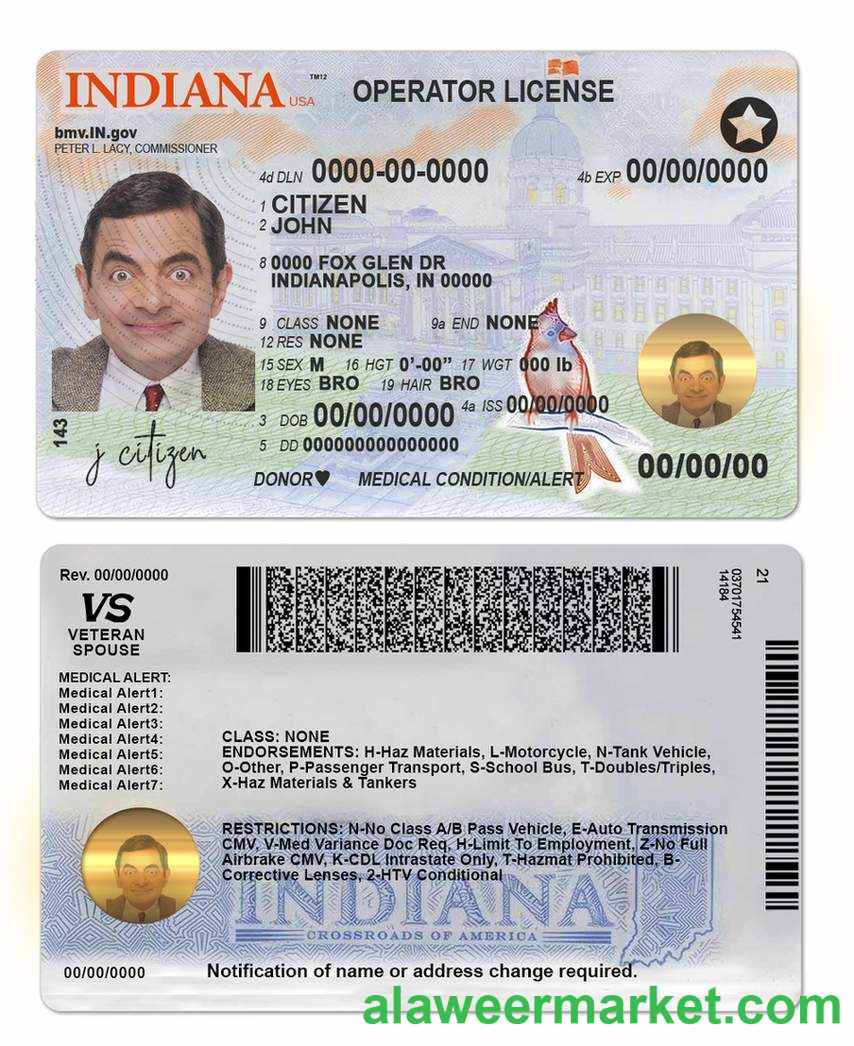 INDIANA USA
TM12
OPERATOR LICENSE
bmv.IN.gov
PETER L. LACY, COMMISSIONER
4d DLN 0000-00-0000
4b EXP 00/00/0000
1 CITIZEN
2 JOHN
8 0000 FOX GLEN DR
INDIANAPOLIS, IN 00000
9 CLASS NONE 9a END NONE
12 RES NONE
15 SEX M 16 HGT 0'-00" 17 WGT 000 lb
18 EYES BRO 19 HAIR BRO
3 DOB 00/00/0000 4a ISS 00/00/0000
5 DD 000000000000000
143
j citizen
DONOR♥ MEDICAL CONDITION/ALERT
00/00/00
Rev. 00/00/0000
VS
VETERAN
SPOUSE
21
03701754541
14184
MEDICAL ALERT:
Medical Alert1:
Medical Alert2:
Medical Alert3:
Medical Alert4:
Medical Alert5:
Medical Alert6:
Medical Alert7:
CLASS: NONE
ENDORSEMENTS: H-Haz Materials, L-Motorcycle, N-Tank Vehicle,
O-Other, P-Passenger Transport, S-School Bus, T-Doubles/Triples,
X-Haz Materials & Tankers
RESTRICTIONS: N-No Class A/B Pass Vehicle, E-Auto Transmission
CMV, V-Med Variance Doc Req, H-Limit To Employment, Z-No Full
Airbrake CMV, K-CDL Intrastate Only, T-Hazmat Prohibited, B-
Corrective Lenses, 2-HTV Conditional
INDIANA
CROSSROADS OF AMERICA
00/00/0000
Notification of name or address change required.
alaweermarket.com